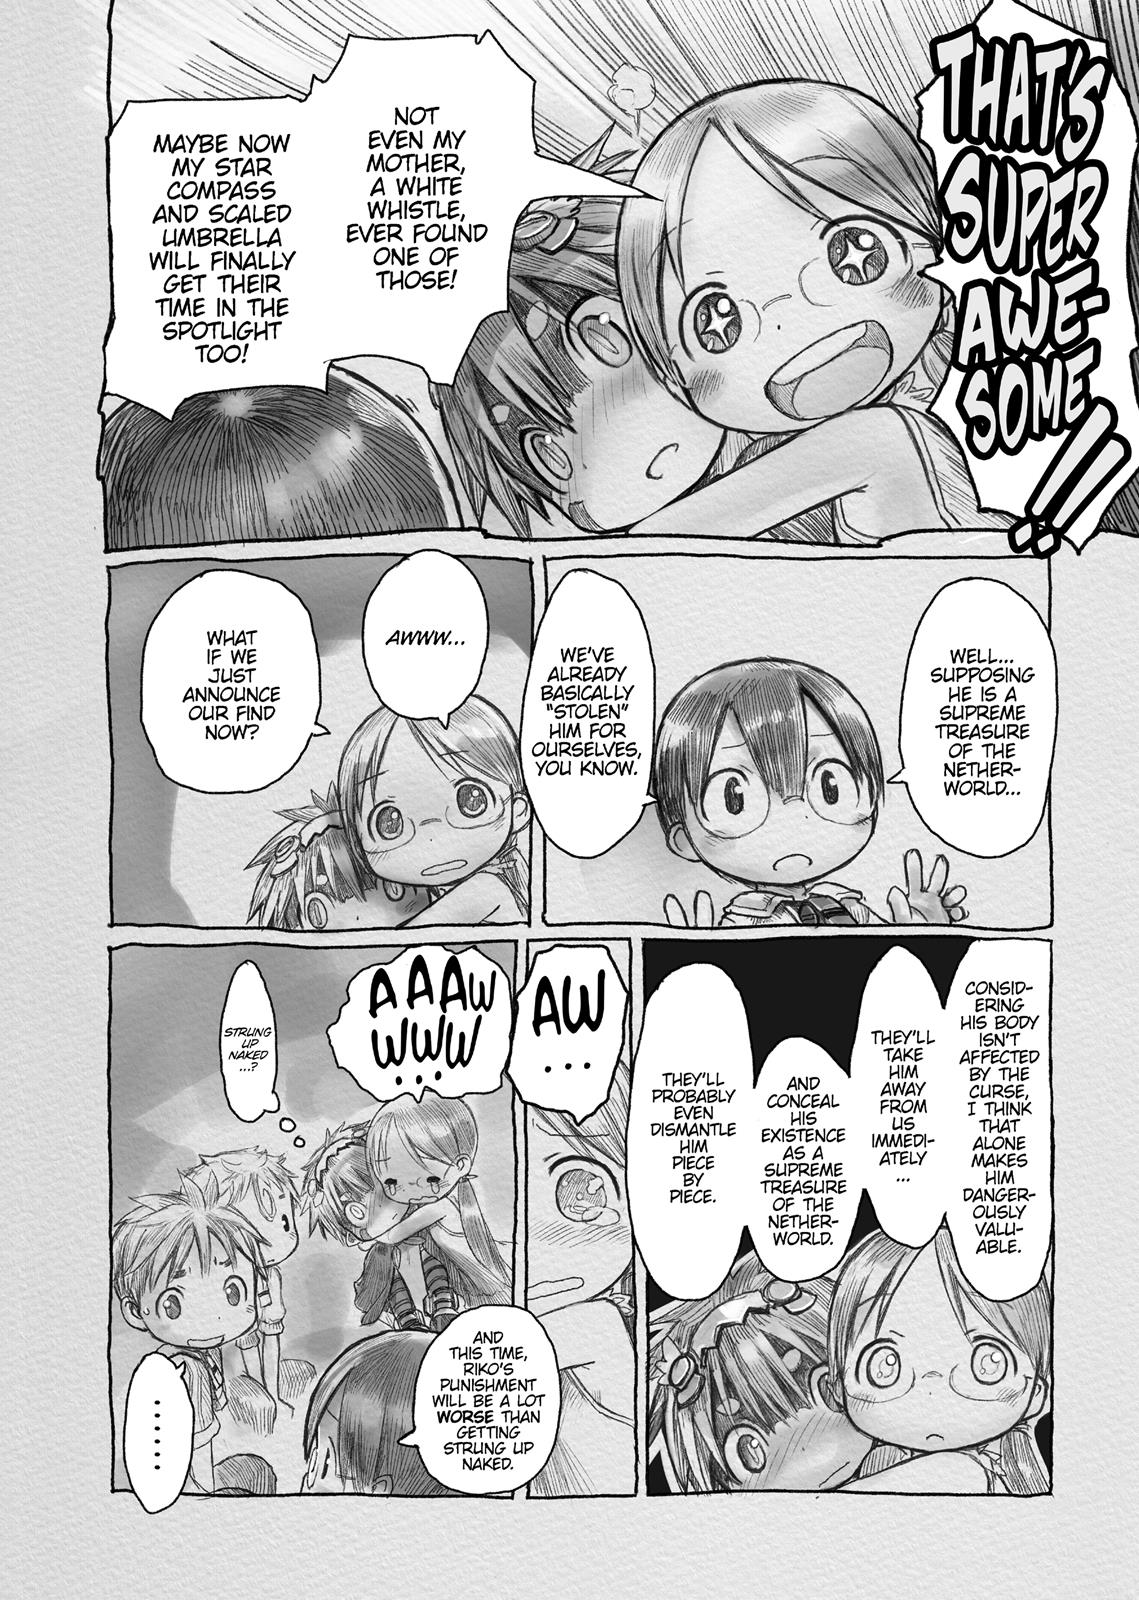 THAT'S
SUPER
AWE-
SOME!!
NOT
EVEN MY
MOTHER,
A WHITE
WHISTLE,
EVER FOUND
ONE OF
THOSE!
MAYBE NOW
MY STAR
COMPASS
AND SCALED
UMBRELLA
WILL FINALLY
GET THEIR
TIME IN THE
SPOTLIGHT
TOO!
WELL...
SUPPOSING
HE IS A
SUPREME
TREASURE
OF THE
NETHER-
WORLD...
WE'VE
ALREADY
BASICALLY
"STOLEN"
HIM FOR
OURSELVES,
YOU KNOW.
AWWW...
WHAT
IF WE
JUST
ANNOUNCE
OUR FIND
NOW?
CONSID-
ERING
HIS BODY
ISN'T
AFFECTED
BY THE
CURSE,
I THINK
THAT
ALONE
MAKES
HIM
DANGER-
OUSLY
VALU-
ABLE.
THEY'LL
TAKE
HIM
AWAY
FROM
US
IMMEDI-
ATELY
...
AND
CONCEAL
HIS
EXISTENCE
AS A
SUPREME
TREASURE
OF THE
NETHER-
WORLD.
THEY'LL
PROBABLY
EVEN
DISMANTLE
HIM
PIECE
BY
PIECE.
AW
...
AAAW
WWW
...
AND
THIS TIME,
RIKO'S
PUNISHMENT
WILL BE A LOT
WORSE THAN
GETTING
STRUNG UP
NAKED.
STRUNG
UP
NAKED
...?
......